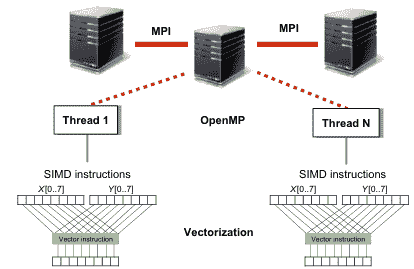 MPI MPI
Thread 1 OpenMP Thread N
SIMD instructions SIMD instructions
X[0..7] Y[0..7] X[0..7] Y[0..7]
Vector instruction Vectorization Vector instruction